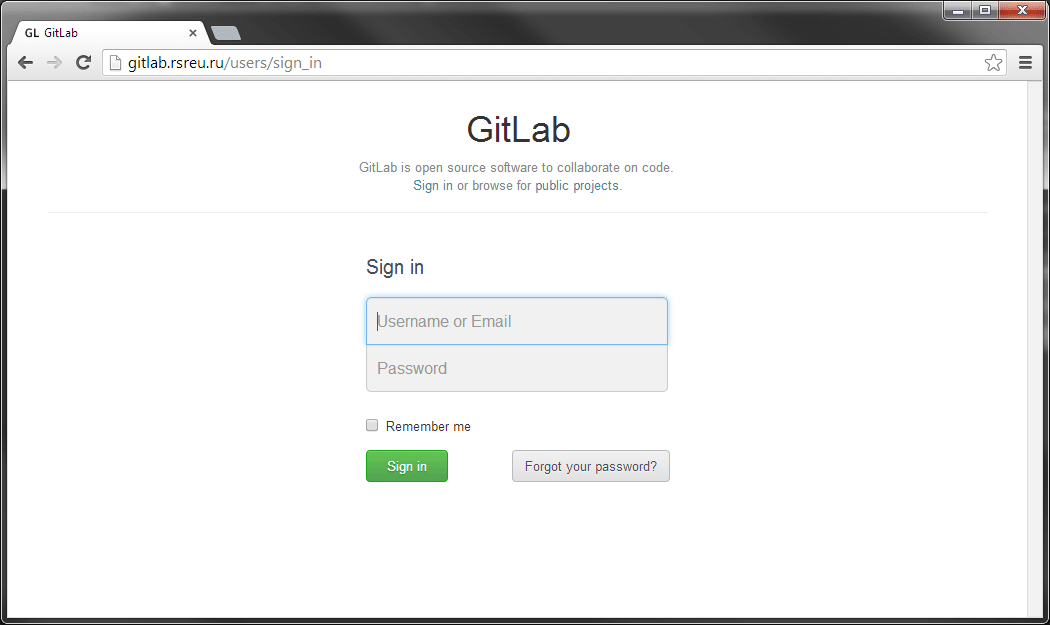 GL GitLab
gitlab.rsreu.ru/users/sign_in
GitLab
GitLab is open source software to collaborate on code.
Sign in or browse for public projects.
Sign in
Username or Email
Password
Remember me
Sign in Forgot your password?